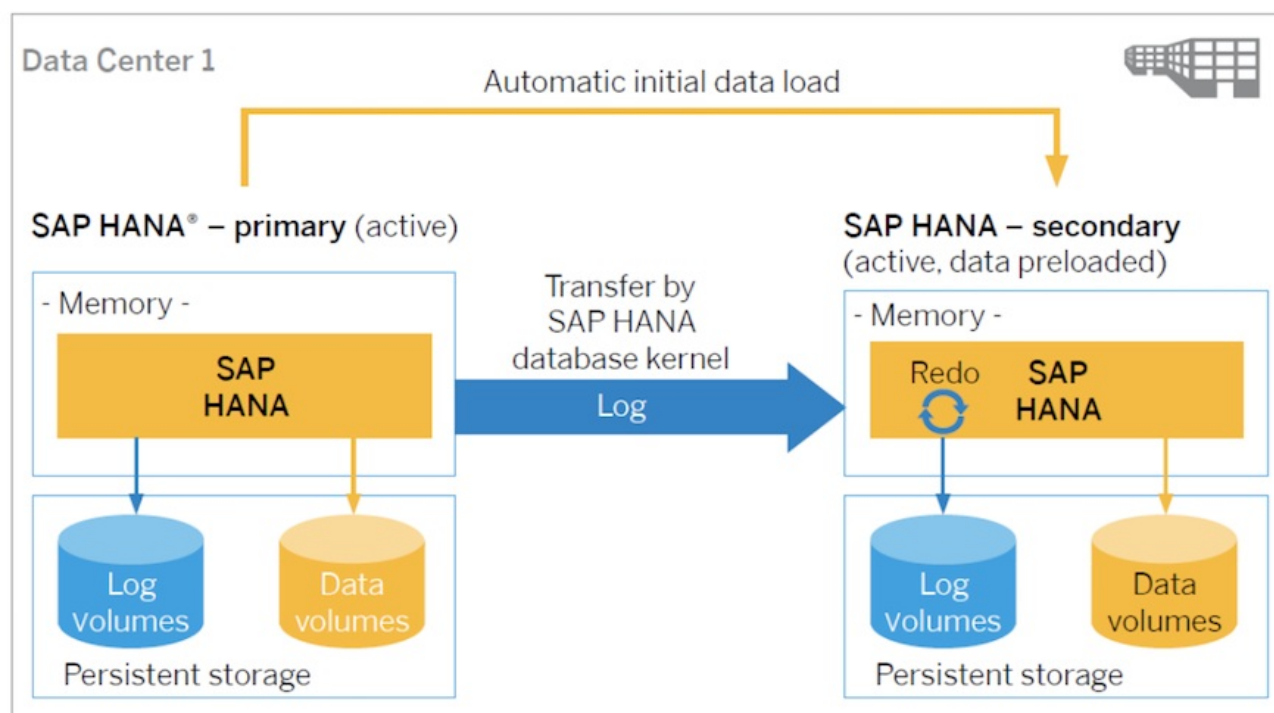 Data Center 1
Automatic initial data load
SAP HANA® – primary (active)
SAP HANA – secondary
(active, data preloaded)
- Memory -
SAP
HANA
Transfer by
SAP HANA
database kernel
Log
- Memory -
Redo
SAP
HANA
Log
volumes
Data
volumes
Persistent storage
Log
volumes
Data
volumes
Persistent storage